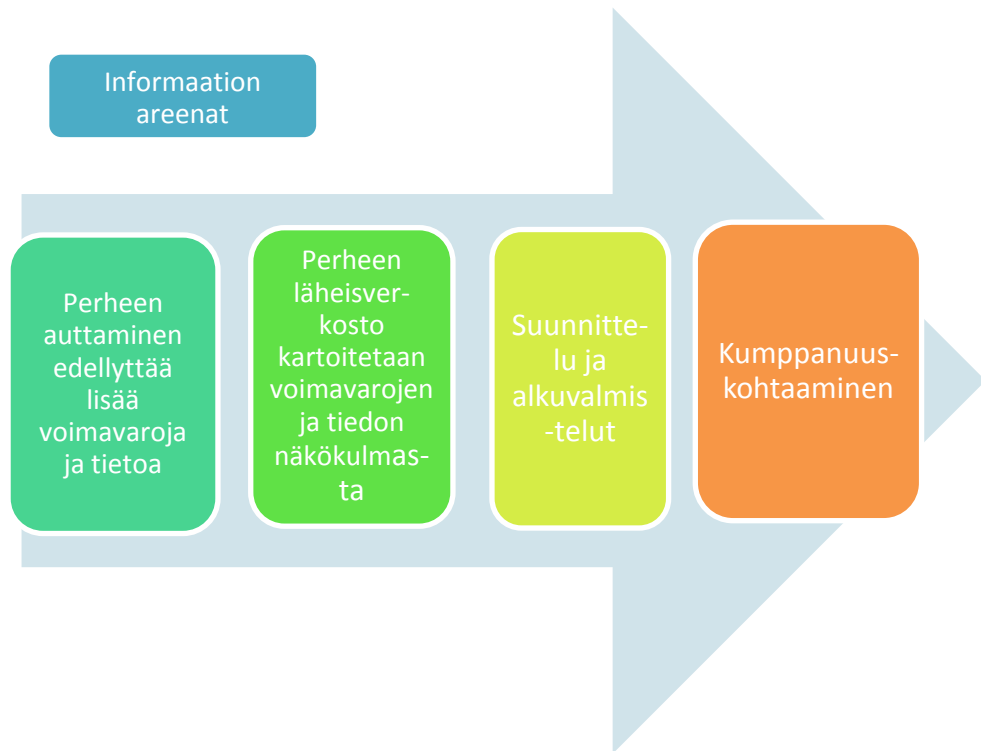 Informaation
areenat
Perheen
auttaminen
edellyttää
lisää
voimavaroja
ja tietoa
Perheen
läheisver-
kosto
kartoitetaan
voimavarojen
ja tiedon
näkökulmas-
ta
Suunnitte-
lu ja
alkuvalmis
-telut
Kumppanuus-
kohtaaminen